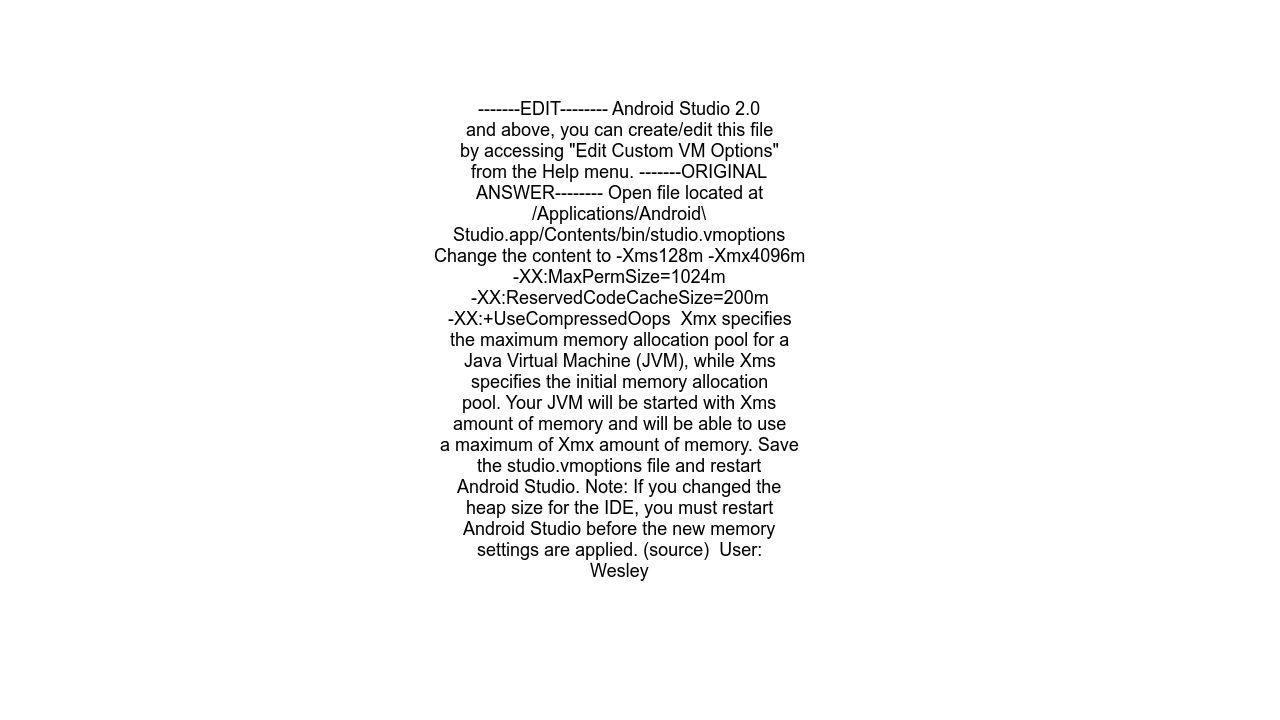 -------EDIT-------- Android Studio 2.0
and above, you can create/edit this file
by accessing "Edit Custom VM Options"
from the Help menu. -------ORIGINAL
ANSWER-------- Open file located at
/Applications/Android\
Studio.app/Contents/bin/studio.vmoptions
Change the content to -Xms128m -Xmx4096m
-XX:MaxPermSize=1024m
-XX:ReservedCodeCacheSize=200m
-XX:+UseCompressedOops  Xmx specifies
the maximum memory allocation pool for a
Java Virtual Machine (JVM), while Xms
specifies the initial memory allocation
pool. Your JVM will be started with Xms
amount of memory and will be able to use
a maximum of Xmx amount of memory. Save
the studio.vmoptions file and restart
Android Studio. Note: If you changed the
heap size for the IDE, you must restart
Android Studio before the new memory
settings are applied. (source)  User:
Wesley